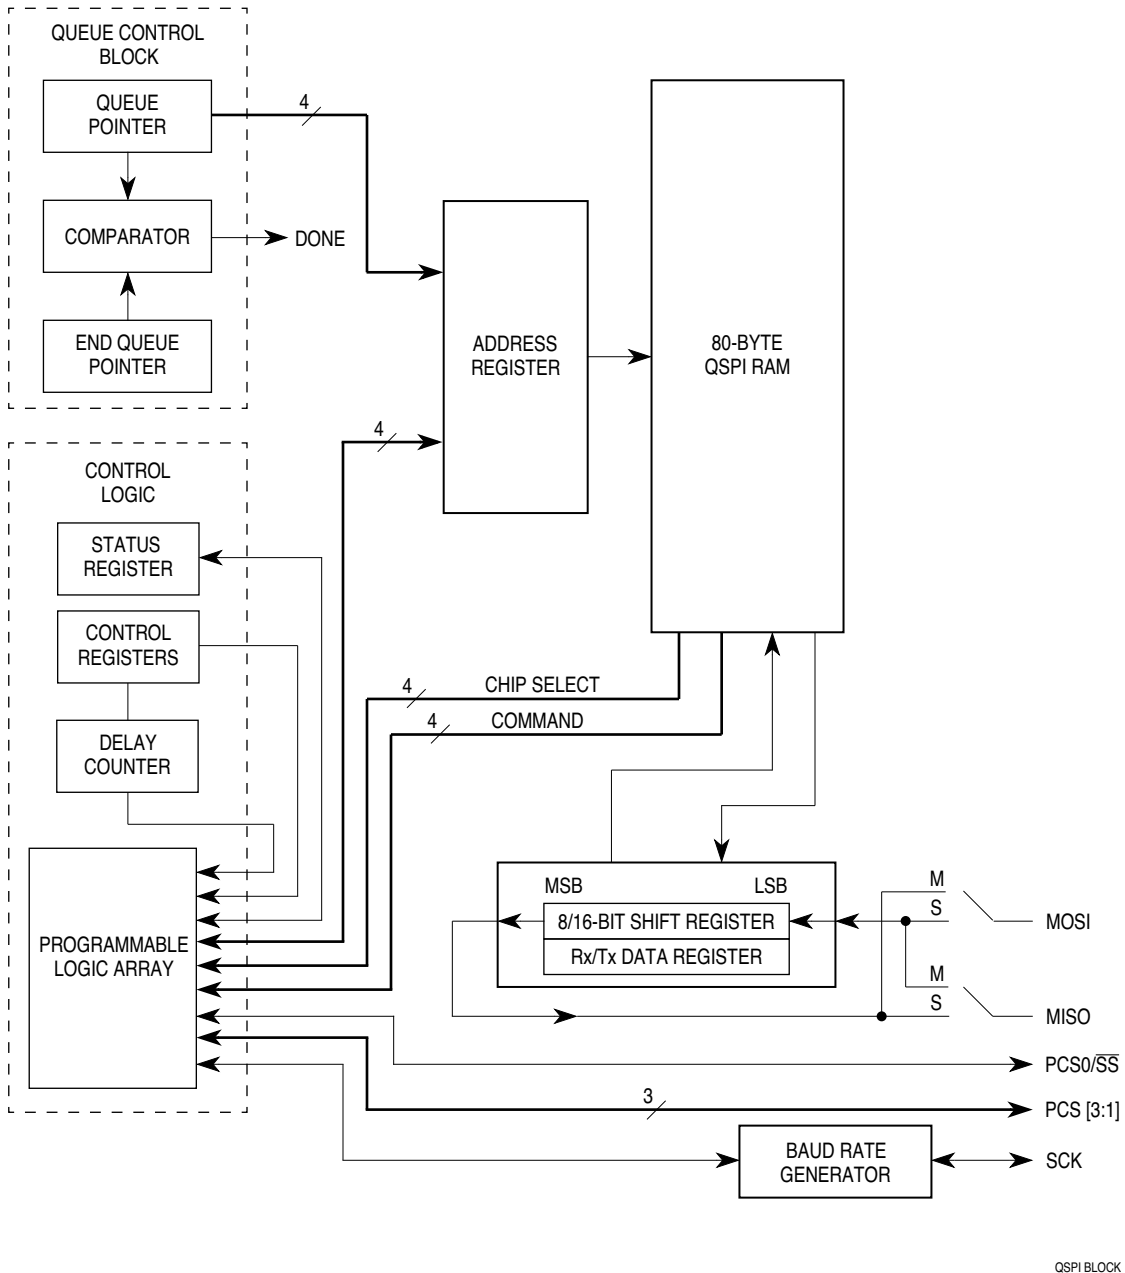 QUEUE CONTROL
BLOCK
QUEUE
POINTER
4
COMPARATOR
DONE
END QUEUE
POINTER
ADDRESS
REGISTER
80-BYTE
QSPI RAM
4
CONTROL
LOGIC
STATUS
REGISTER
CONTROL
REGISTERS
DELAY
COUNTER
4
CHIP SELECT
4
COMMAND
PROGRAMMABLE
LOGIC ARRAY
MSB
LSB
8/16-BIT SHIFT REGISTER
Rx/Tx DATA REGISTER
M
S
MOSI
M
S
MISO
PCS0/S̅S̅
3
PCS [3:1]
BAUD RATE
GENERATOR
SCK
QSPI BLOCK